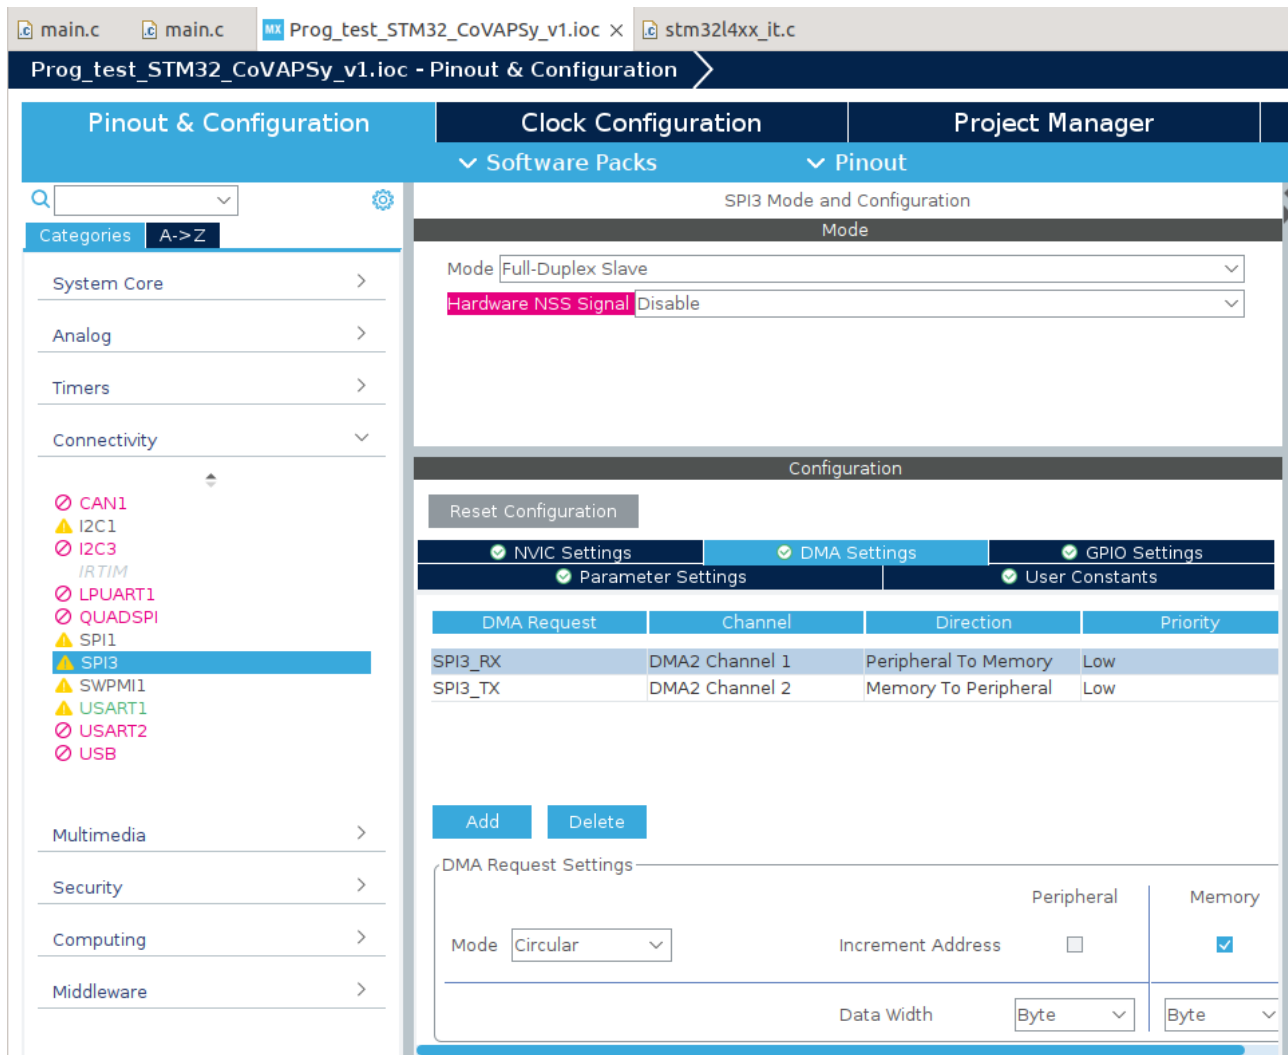 main.c
main.c
MX Prog_test_STM32_CoVAPSy_v1.ioc
stm32l4xx_it.c
Prog_test_STM32_CoVAPSy_v1.ioc - Pinout & Configuration
Pinout & Configuration
Clock Configuration
Project Manager
Software Packs
Pinout
Categories
A->Z
System Core
Analog
Timers
Connectivity
CAN1
I2C1
I2C3
IRTIM
LPUART1
QUADSPI
SPI1
SPI3
SWPMI1
USART1
USART2
USB
Multimedia
Security
Computing
Middleware
SPI3 Mode and Configuration
Mode
Mode Full-Duplex Slave
Hardware NSS Signal Disable
Configuration
Reset Configuration
NVIC Settings
DMA Settings
GPIO Settings
Parameter Settings
User Constants
DMA Request Channel Direction Priority
SPI3_RX DMA2 Channel 1 Peripheral To Memory Low
SPI3_TX DMA2 Channel 2 Memory To Peripheral Low
Add
Delete
DMA Request Settings
Peripheral Memory
Mode Circular Increment Address
Data Width Byte Byte